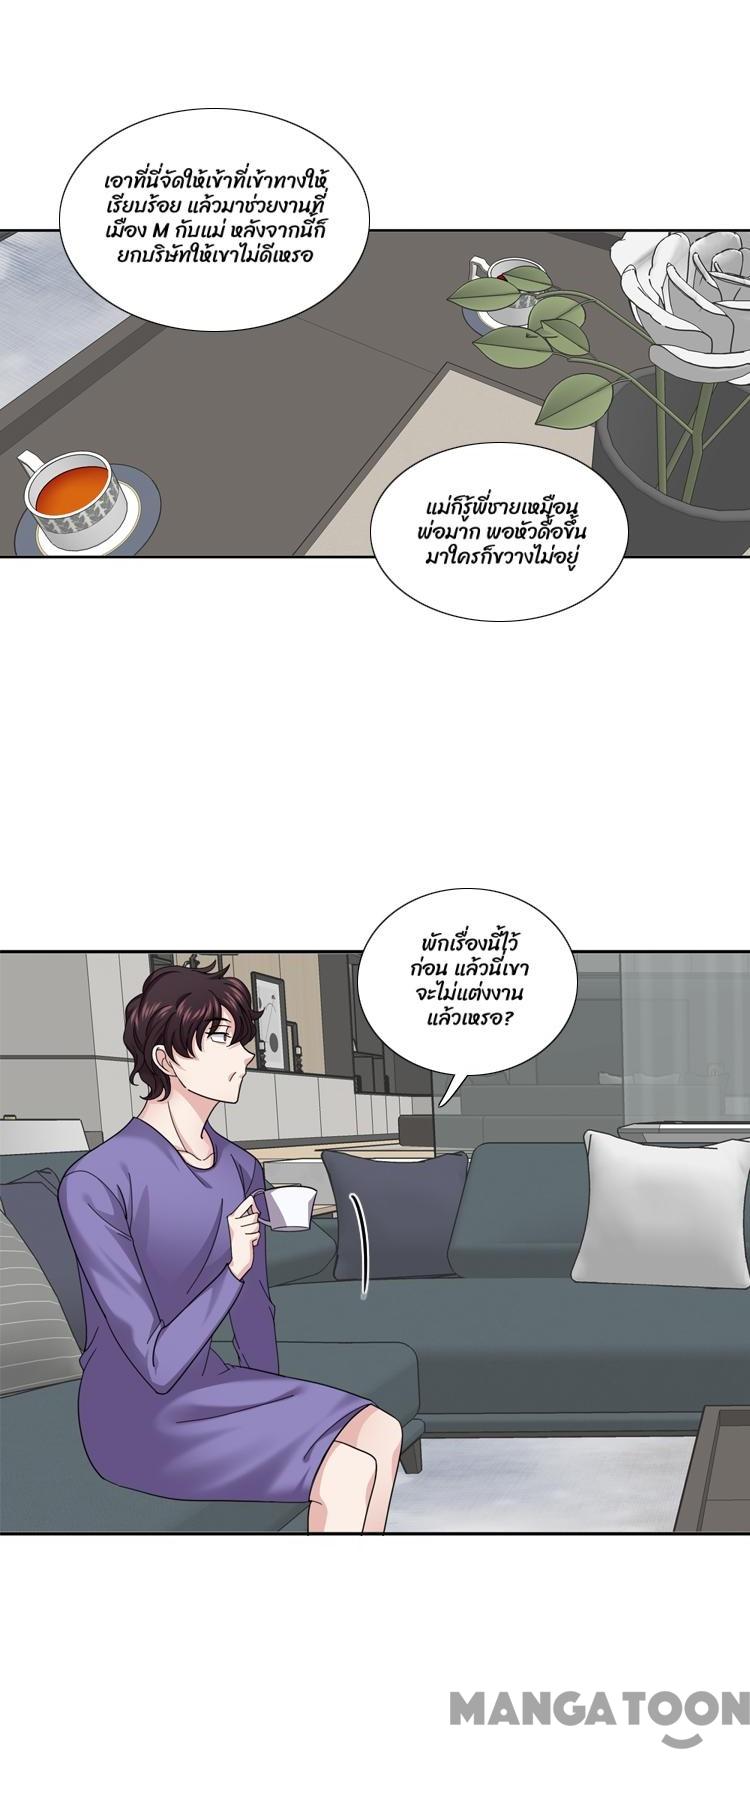 เอาที่นี่จัดให้เข้าที่เข้าทางให้
เรียบร้อย แล้วมาช่วยงานที่
เมือง M กับแม่ หลังจากนี้ก็
ยกบริษัทให้เขาไม่ดีเหรอ
แม่ก็รู้พี่ชายเหมือน
พ่อมาก พอหัวดื้อขึ้น
มาใครก็ขวางไม่อยู่
พักเรื่องนี้ไว้
ก่อน แล้วนี่เขา
จะไม่แต่งงาน
แล้วเหรอ?
MANGATOON